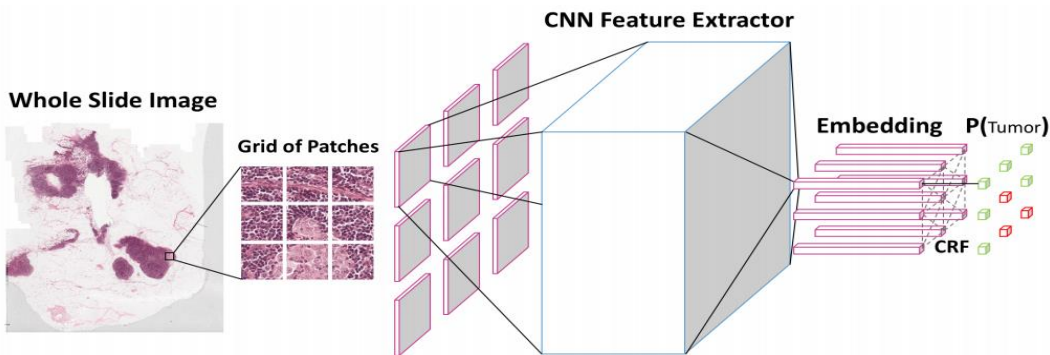 CNN Feature Extractor
Whole Slide Image
Grid of Patches
Embedding
P(Tumor)
CRF